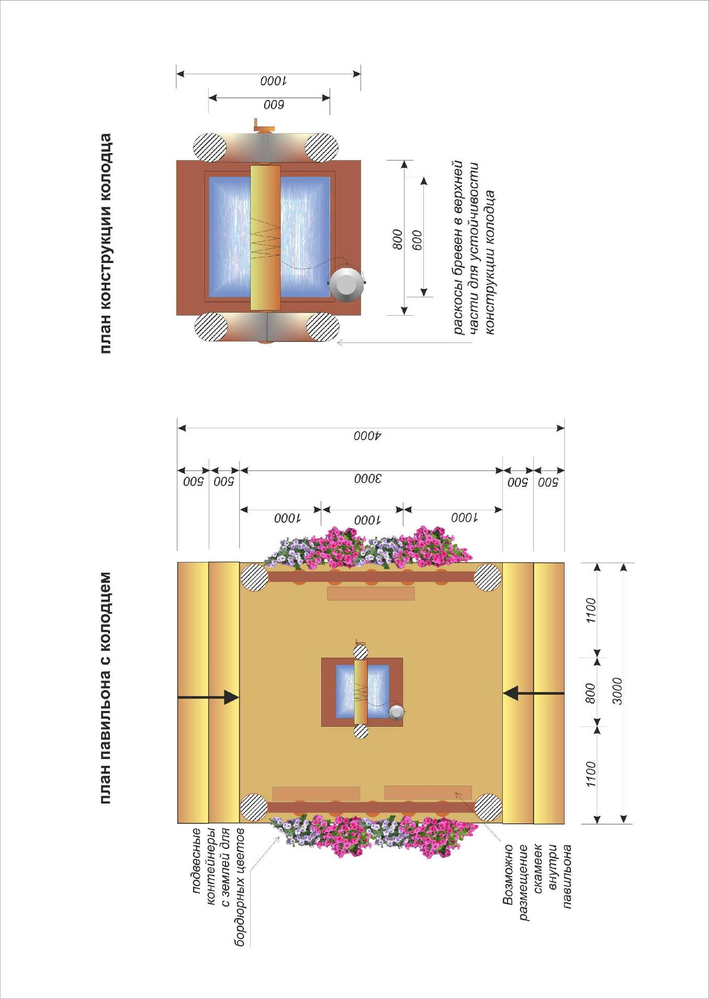 план павильона с колодцем
4000
500
500
3000
500
500
1000
1000
1000
1100
800
1100
3000
подвесные
контейнеры
с землей для
бордюрных цветов
Возможно
размещение
скамеек
внутри
павильона
план конструкции колодца
1000
600
800
600
раскосы бревен в верхней
части для устойчивости
конструкции колодца